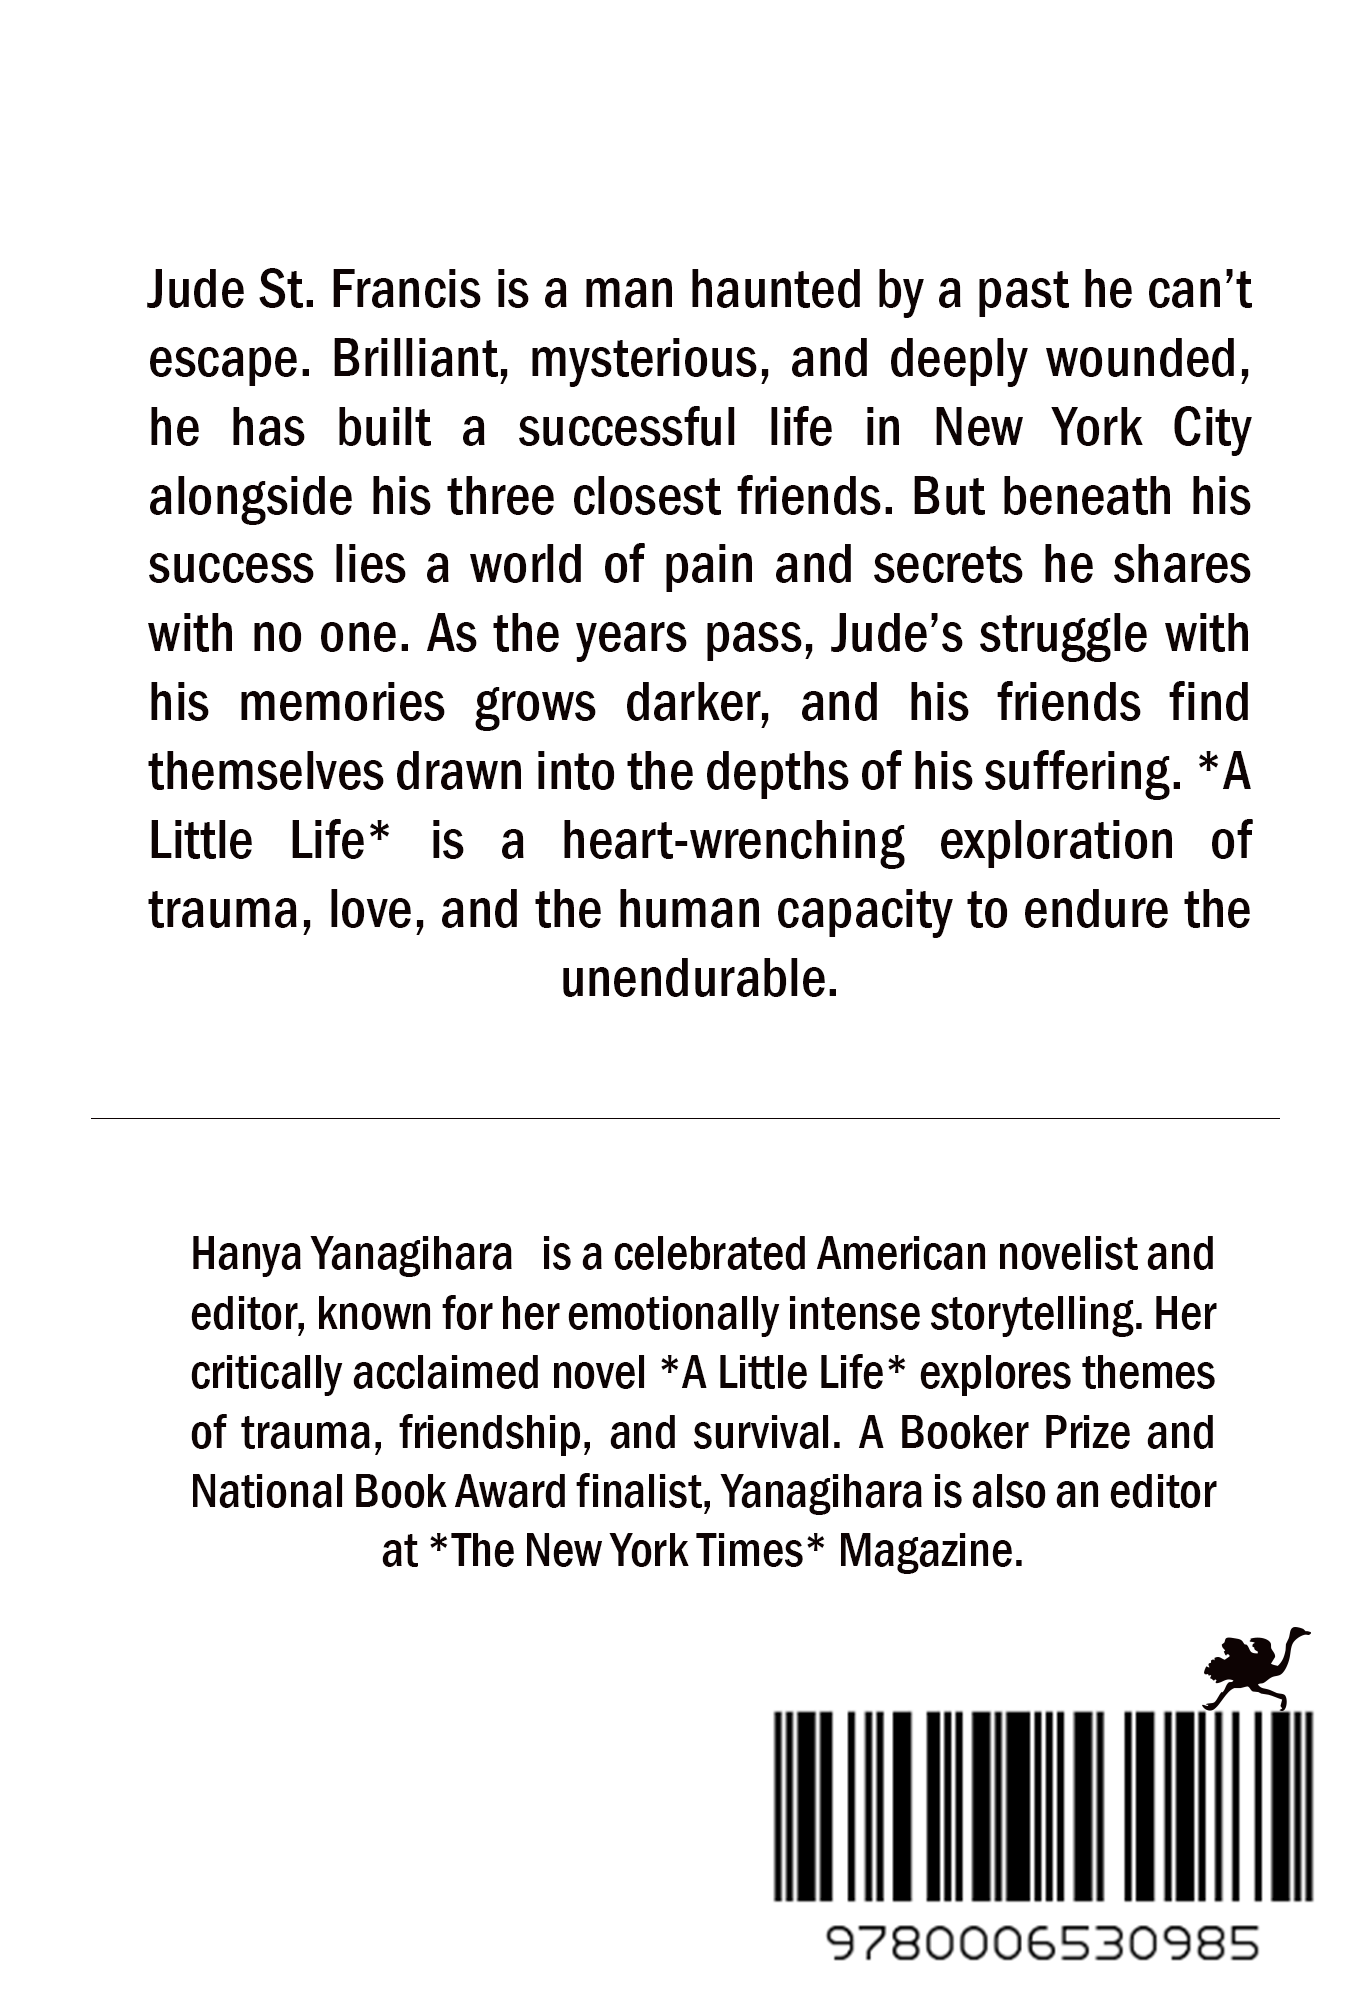 Jude St. Francis is a man haunted by a past he can’t
escape. Brilliant, mysterious, and deeply wounded,
he has built a successful life in New York City
alongside his three closest friends. But beneath his
success lies a world of pain and secrets he shares
with no one. As the years pass, Jude’s struggle with
his memories grows darker, and his friends find
themselves drawn into the depths of his suffering. *A
Little Life* is a heart-wrenching exploration of
trauma, love, and the human capacity to endure the
unendurable.
Hanya Yanagihara is a celebrated American novelist and
editor, known for her emotionally intense storytelling. Her
critically acclaimed novel *A Little Life* explores themes
of trauma, friendship, and survival. A Booker Prize and
National Book Award finalist, Yanagihara is also an editor
at *The New York Times* Magazine.
9780006530985